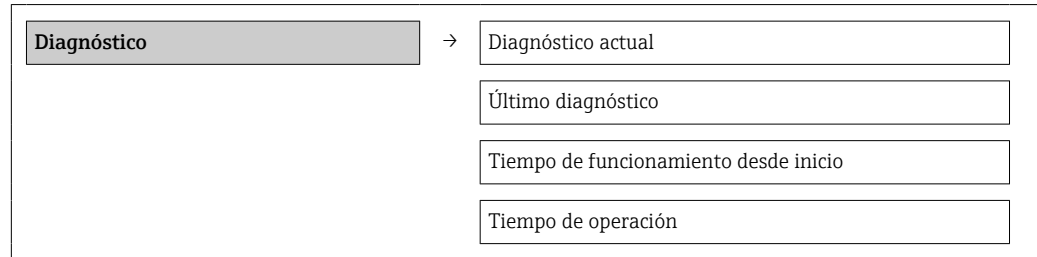 Diagnóstico → Diagnóstico actual
Último diagnóstico
Tiempo de funcionamiento desde inicio
Tiempo de operación